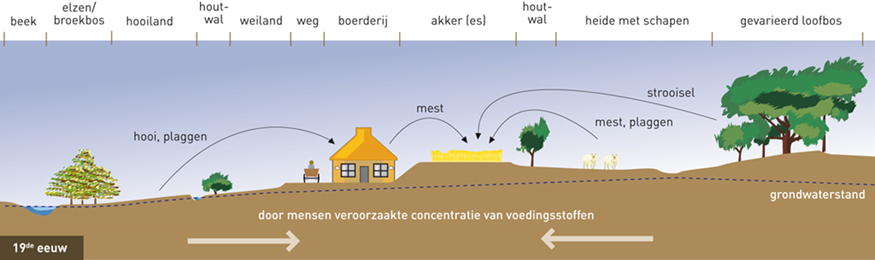 beek
elzen/
broekbos
hooiland
hout-
wal
weiland
weg
boerderij
akker (es)
hout-
wal
heide met schapen
gevarieerd loofbos
strooisel
mest
mest, plaggen
hooi, plaggen
grondwaterstand
door mensen veroorzaakte concentratie van voedingsstoffen
19de eeuw